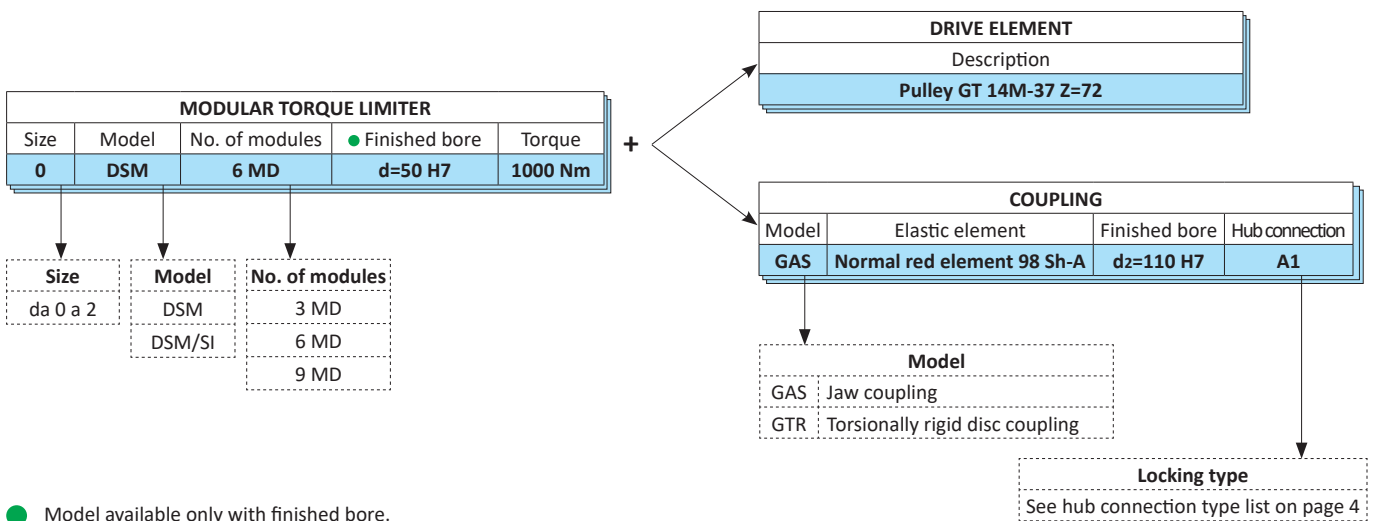 DRIVE ELEMENT
Description
Pulley GT 14M-37 Z=72
MODULAR TORQUE LIMITER
Size Model No. of modules ● Finished bore Torque
0 DSM 6 MD d=50 H7 1000 Nm
+
COUPLING
Model Elastic element Finished bore Hub connection
GAS Normal red element 98 Sh-A d2=110 H7 A1
Size
da 0 a 2
Model
DSM
DSM/SI
No. of modules
3 MD
6 MD
9 MD
Model
GAS Jaw coupling
GTR Torsionally rigid disc coupling
Locking type
See hub connection type list on page 4
● Model available only with finished bore.